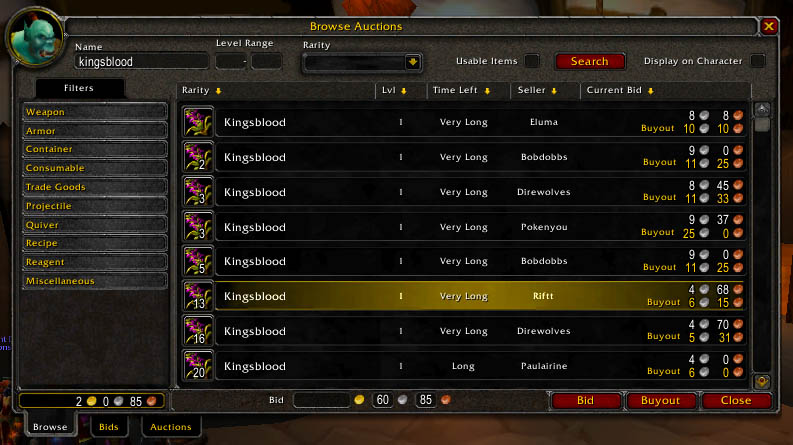 Browse Auctions
Name Level Range Rarity
kingsblood - Usable Items Search Display on Character
Filters
Rarity Lvl Time Left Seller Current Bid
Weapon
Armor
Container
Consumable
Trade Goods
Projectile
Quiver
Recipe
Reagent
Miscellaneous
Kingsblood 1 Very Long Eluma 8 8
Buyout 10 10
2 Kingsblood 1 Very Long Bobdobbs 9 0
Buyout 11 25
3 Kingsblood 1 Very Long Direwolves 8 45
Buyout 11 33
3 Kingsblood 1 Very Long Pokenyou 9 37
Buyout 25 0
5 Kingsblood 1 Very Long Bobdobbs 9 0
Buyout 11 25
13 Kingsblood 1 Very Long Riftt 4 68
Buyout 6 15
16 Kingsblood 1 Very Long Direwolves 4 70
Buyout 5 31
20 Kingsblood 1 Long Paulairine 4 0
Buyout 6 0
2 0 85 Bid 60 85 Bid Buyout Close
Browse Bids Auctions